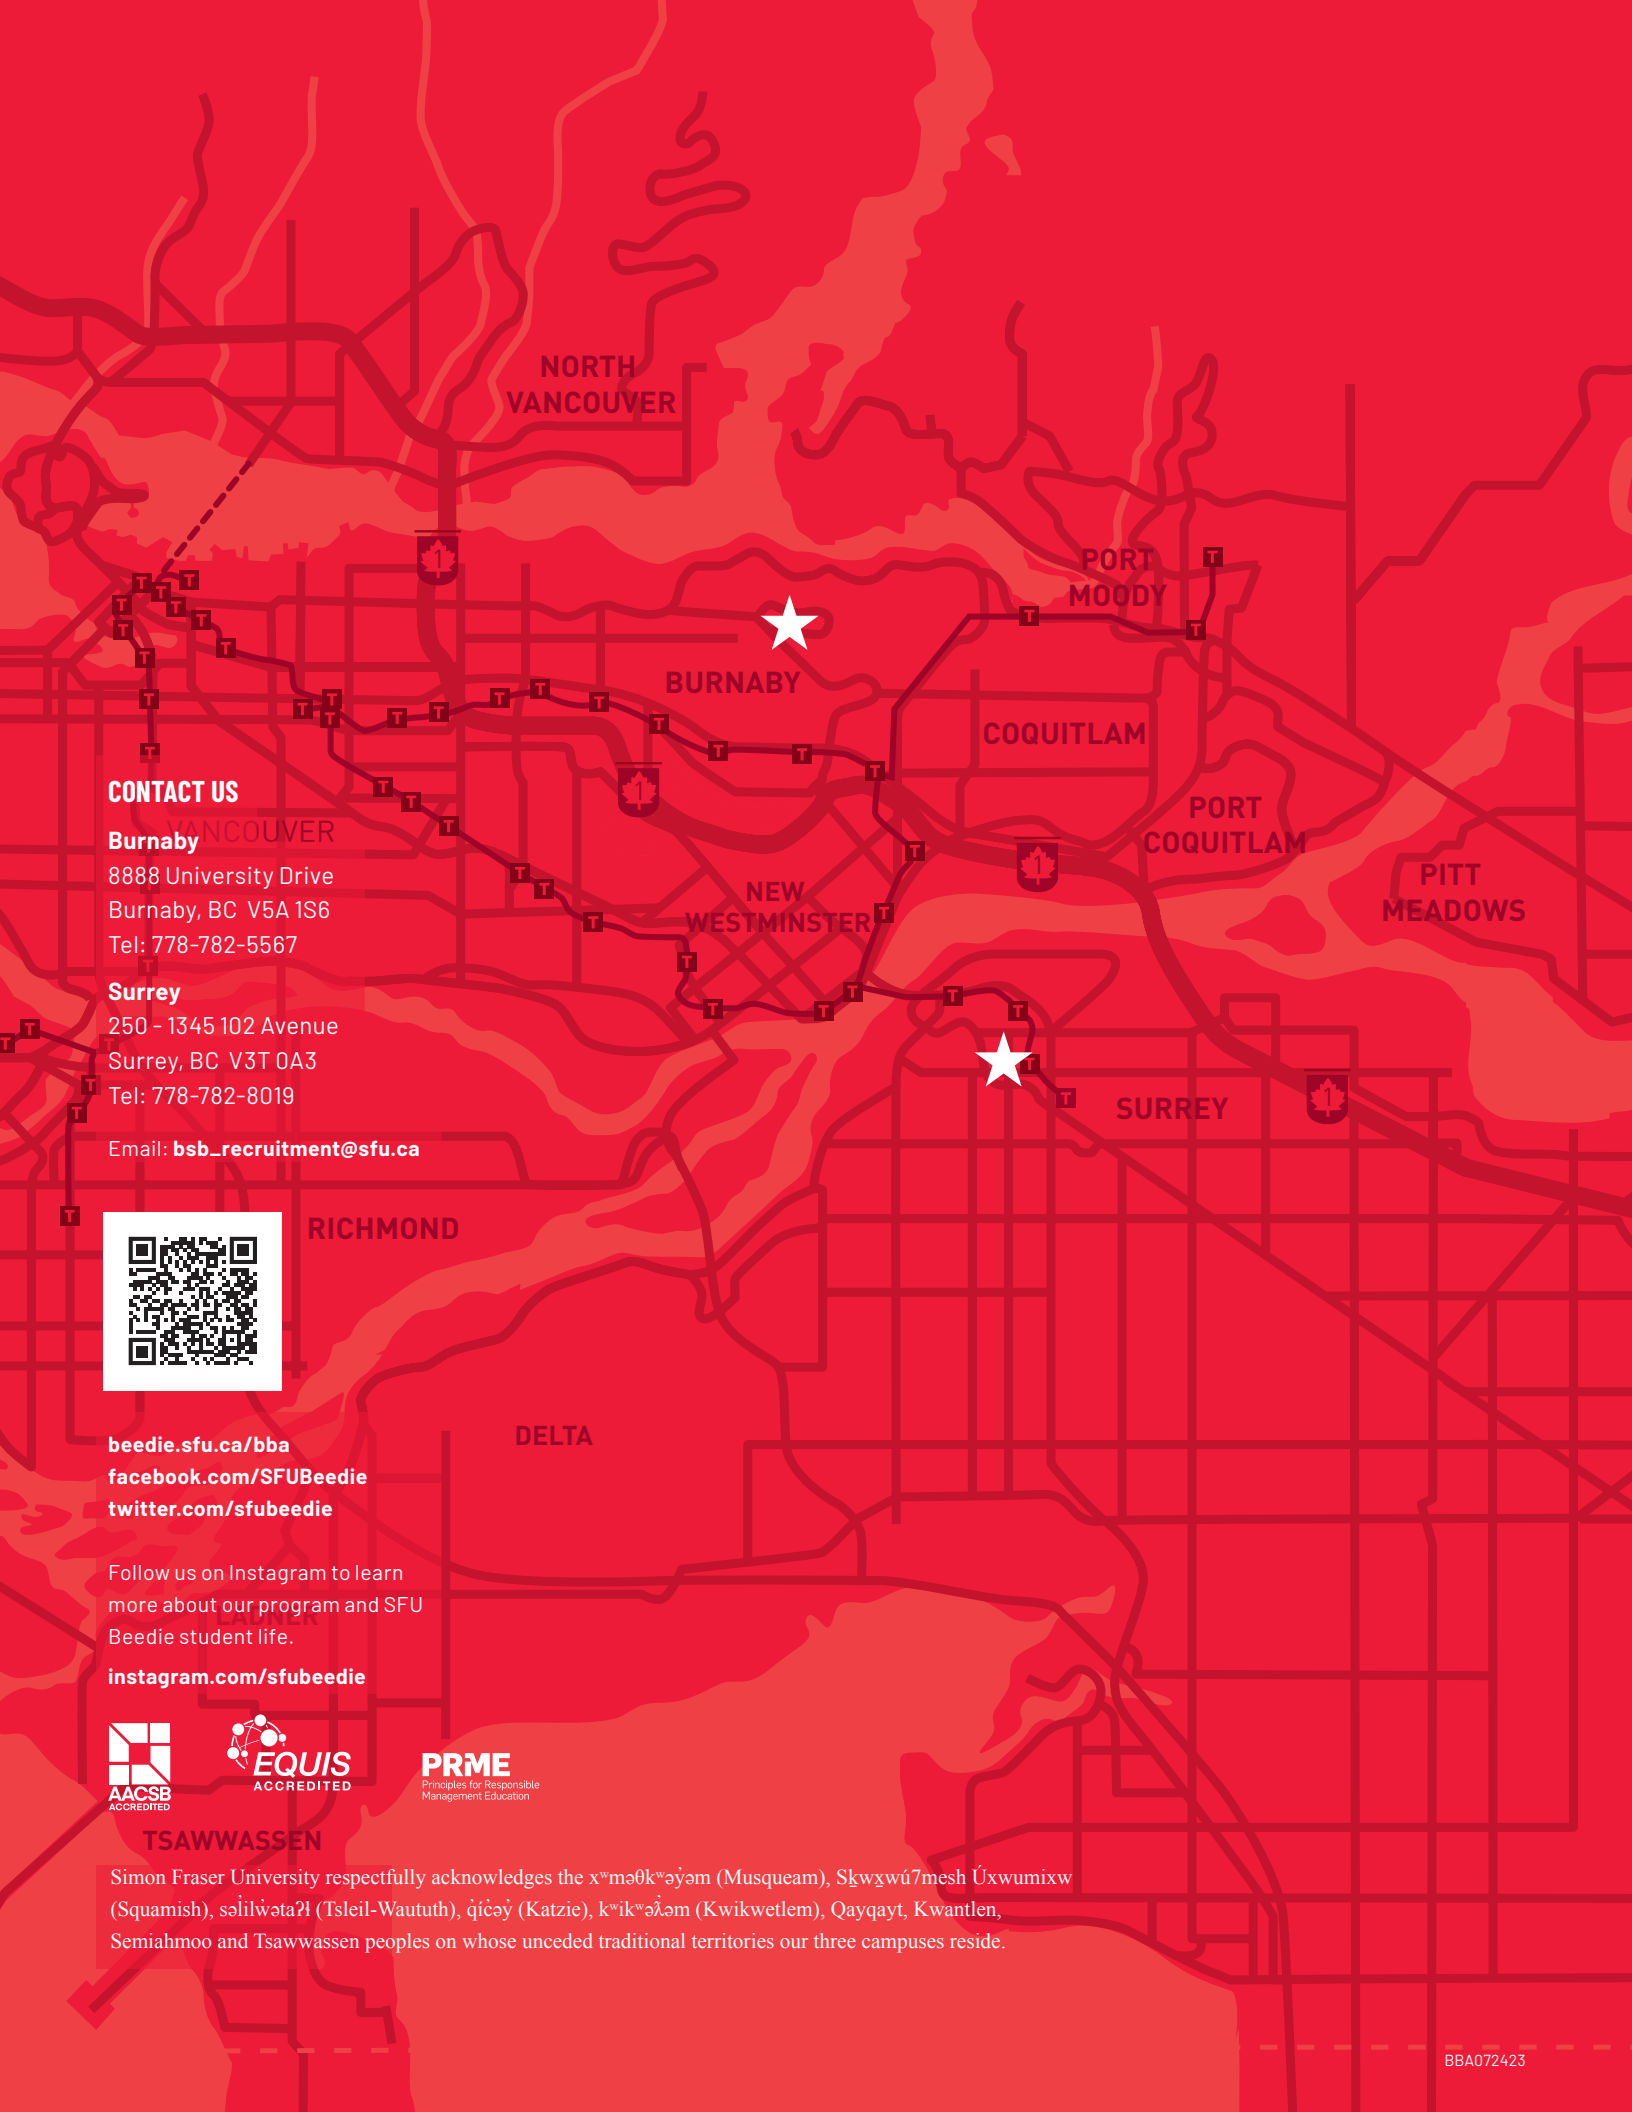 NORTH
VANCOUVER
PORT
MOODY
1
BURNABY
COQUITLAM
1
PORT
COQUITLAM
1
PITT
MEADOWS
NEW
WESTMINSTER
SURREY
1
CONTACT US
VANCOUVER
Burnaby
8888 University Drive
Burnaby, BC V5A 1S6
Tel: 778-782-5567
Surrey
250 - 1345 102 Avenue
Surrey, BC V3T 0A3
Tel: 778-782-8019
Email: bsb_recruitment@sfu.ca
RICHMOND
DELTA
beedie.sfu.ca/bba
facebook.com/SFUBeedie
twitter.com/sfubeedie
Follow us on Instagram to learn
more about our program and SFU
Beedie student life.
LADNER
instagram.com/sfubeedie
AACSB
ACCREDITED
EQUIS
ACCREDITED
PRME
Principles for Responsible
Management Education
TSAWWASSEN
Simon Fraser University respectfully acknowledges the xʷməθkʷəy̓əm (Musqueam), Sḵwx̱wú7mesh Úxwumixw
(Squamish), səl̓ilw̓ətaʔɬ (Tsleil-Waututh), q̓ic̓əy̓ (Katzie), kʷikʷəƛ̓əm (Kwikwetlem), Qayqayt, Kwantlen,
Semiahmoo and Tsawwassen peoples on whose unceded traditional territories our three campuses reside.
BBA072423